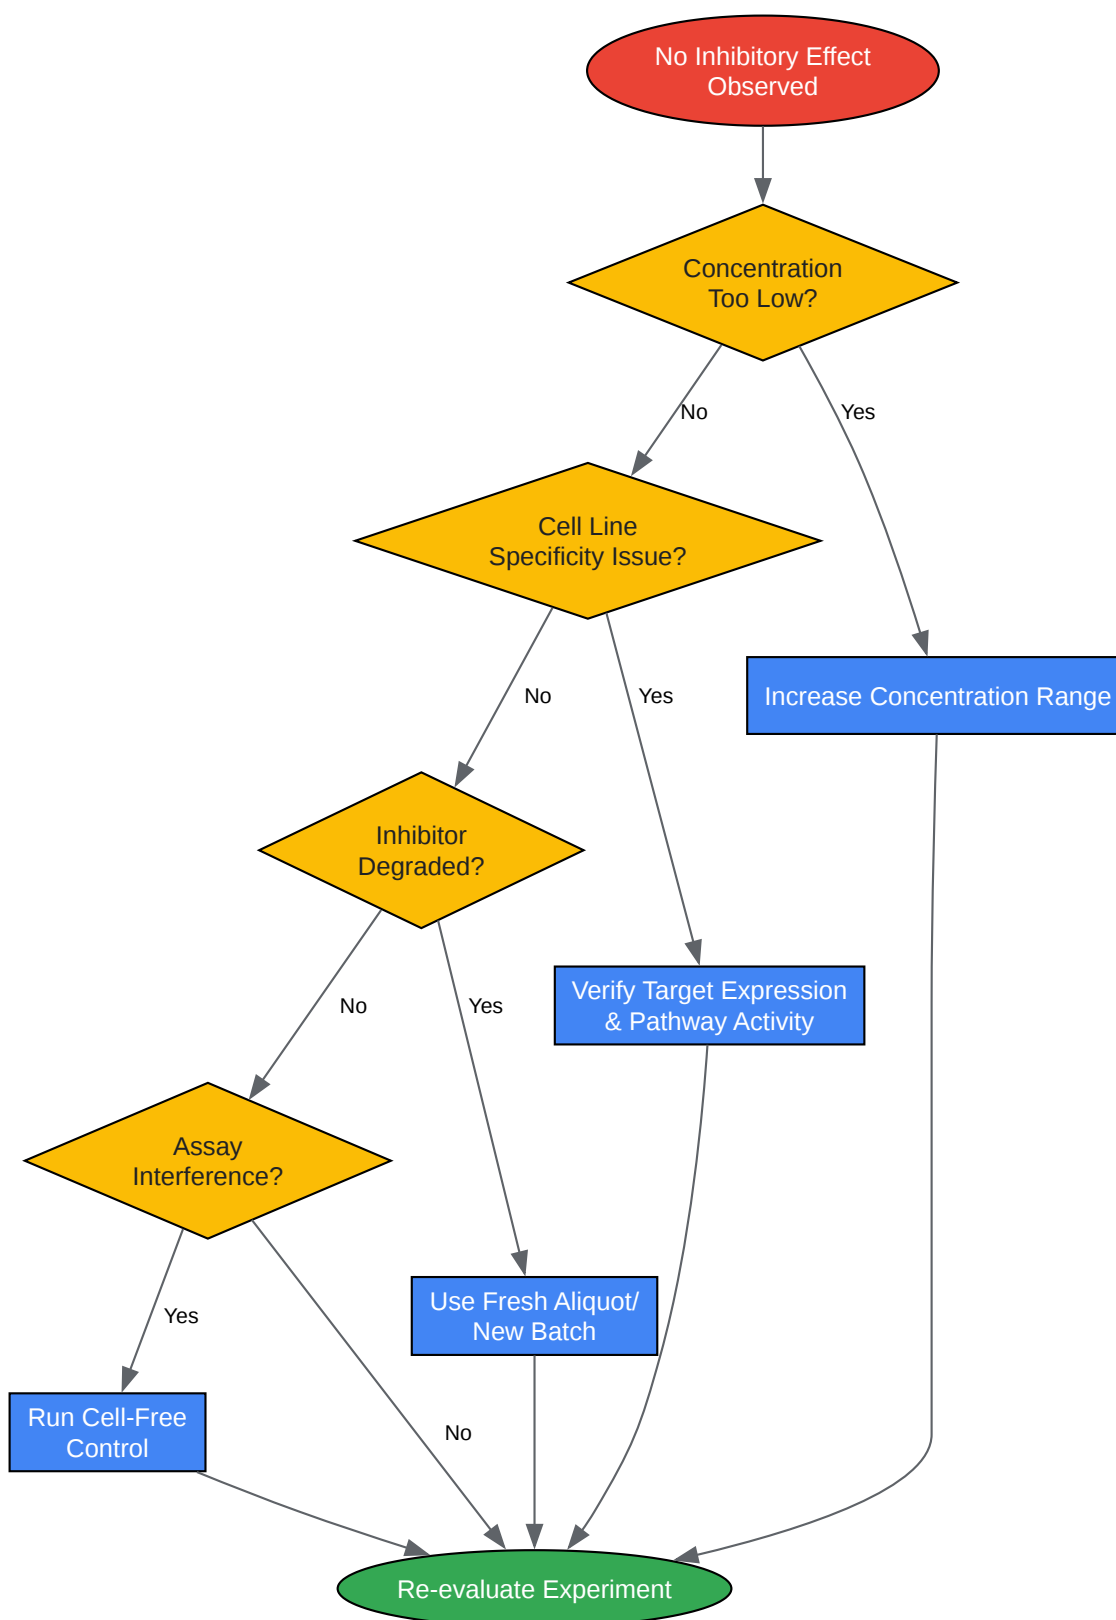 No Inhibitory Effect
Observed
Concentration
Too Low?
No
Yes
Cell Line
Specificity Issue?
Increase Concentration Range
No
Yes
Inhibitor
Degraded?
Verify Target Expression
& Pathway Activity
No
Yes
Assay
Interference?
Use Fresh Aliquot/
New Batch
Yes
Run Cell-Free
Control
No
Re-evaluate Experiment